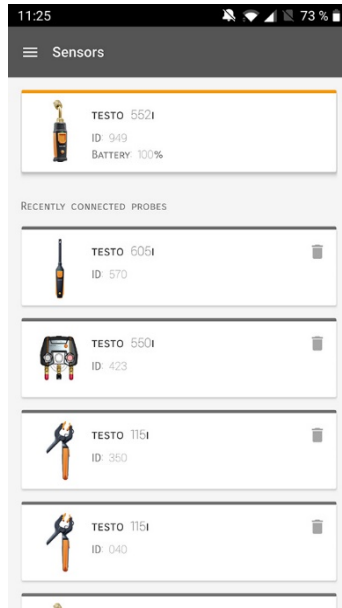 11:25
73 %
Sensors
TESTO 552I
ID: 949
BATTERY: 100%
RECENTLY CONNECTED PROBES
TESTO 605I
ID: 570
TESTO 550I
ID: 423
TESTO 115I
ID: 350
TESTO 115I
ID: 040